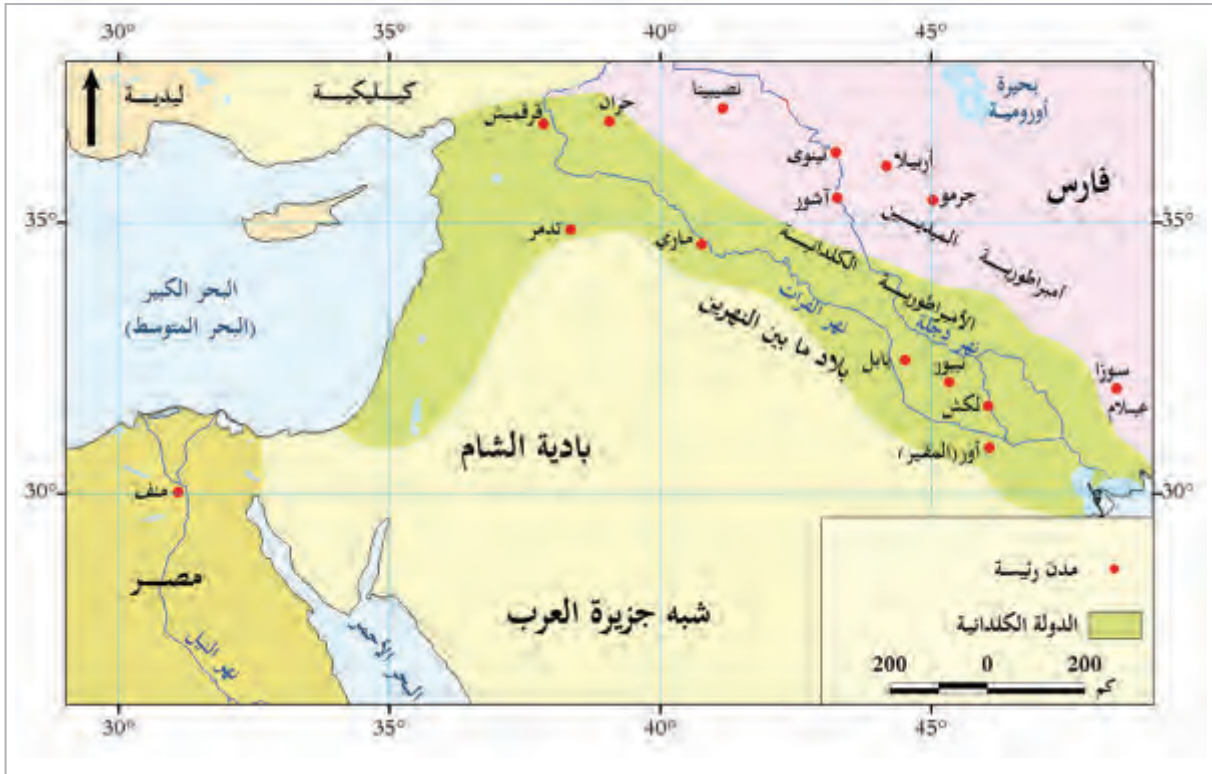 30°
35°
40°
45°
ليدية
كيليكية
قرقميش
حران
نصيبنا
بحيرة
أورومية
نينوى
أربيلا
فارس
آشور
جرمو
35°
35°
تدمر
ماري
الكلدانية
الميديين
امبراطورية
الأمبراطورية
البحر الكبير
(البحر المتوسط)
نهر الفرات
نهر دجلة
بلاد ما بين النهرين
بابل
نيبور
سوزا
عيلام
لكش
بادية الشام
أور (المقير)
30°
30°
منف
مصر
شبه جزيرة العرب
نهر النيل
البحر الأحمر
مدن رئيسة
الدولة الكلدانية
200 0 200
كم
30°
35°
40°
45°